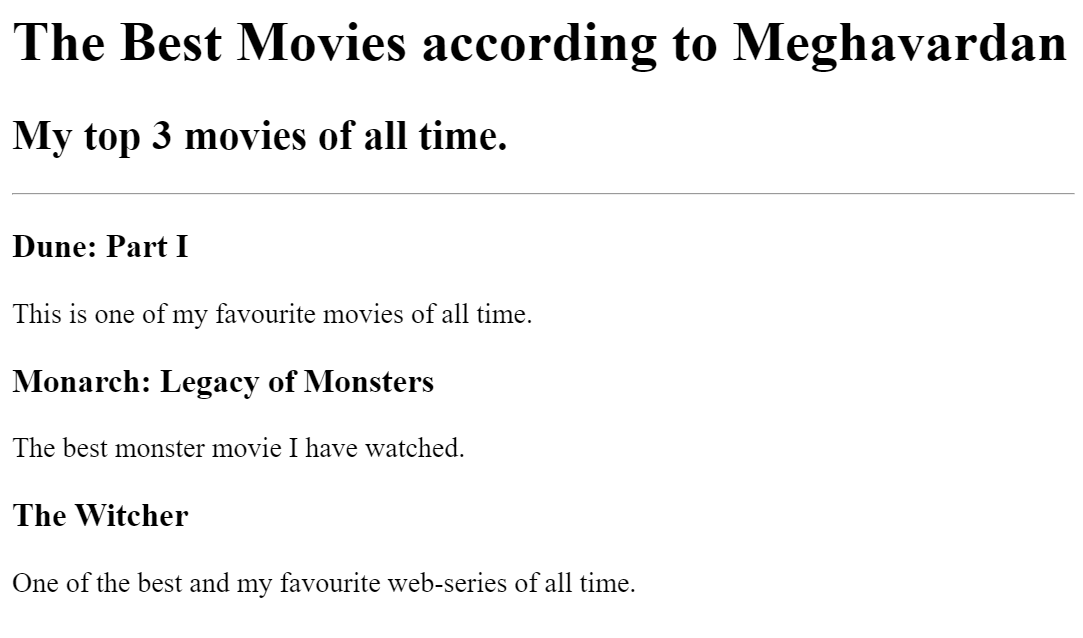 The Best Movies according to Meghavardan
My top 3 movies of all time.
Dune: Part I
This is one of my favourite movies of all time.
Monarch: Legacy of Monsters
The best monster movie I have watched.
The Witcher
One of the best and my favourite web-series of all time.